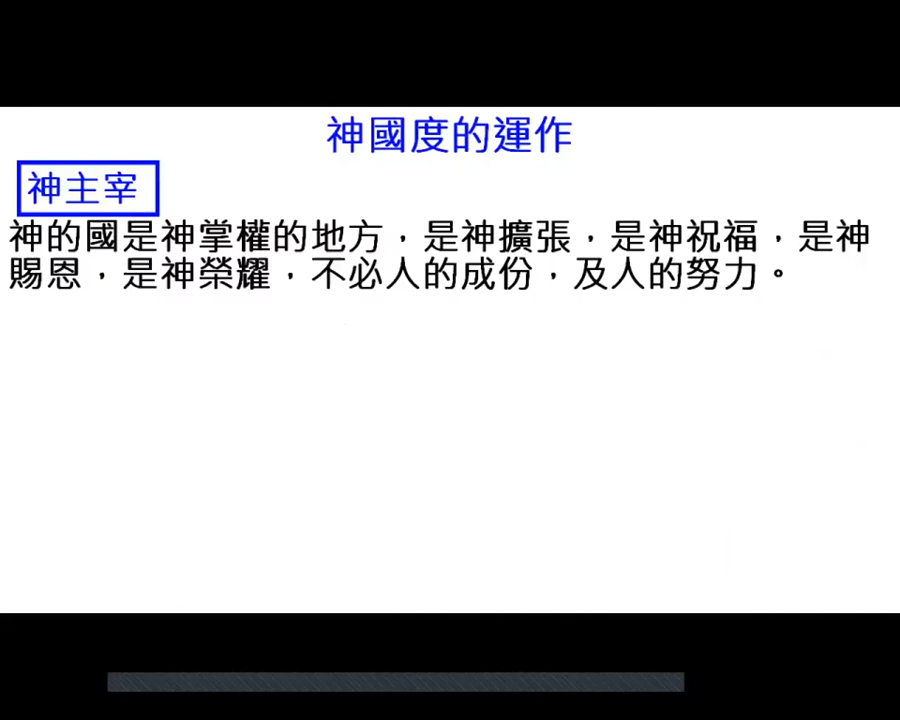 神國度的運作
神主宰
神的國是神掌權的地方，是神擴張，是神祝福，是神
賜恩，是神榮耀，不必人的成份，及人的努力。